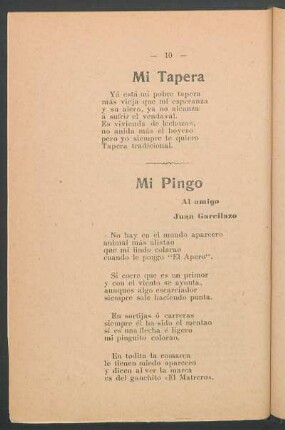 — 10 —
Mi Tapera
Yá está mi pobre tapera
más vieja que mi esperanza
y su alero, ya no alcanza
á sufrir el vendaval.
Es vivienda de lechuzas,
no anida más el hornero
pero yo siempre te quiero
Tapera tradicional.
Mi Pingo
Al amigo
Juan Garcilazo
No hay en el mundo aparcero
animal más alistao
que mi lindo colorao
cuando le pongo "El Apero".
Si corre que es un primor
y con el viento se ayunta,
aunques algo escarciador
siempre sale haciendo punta.
En sortijas ó carreras
siempre él ha sido el mentao
si es una flecha é ligero
mi pinguito colorao.
En todita la comarca
le tienen miedo aparcero
y dicen al ver la marca
es del gauchito «El Matrero».